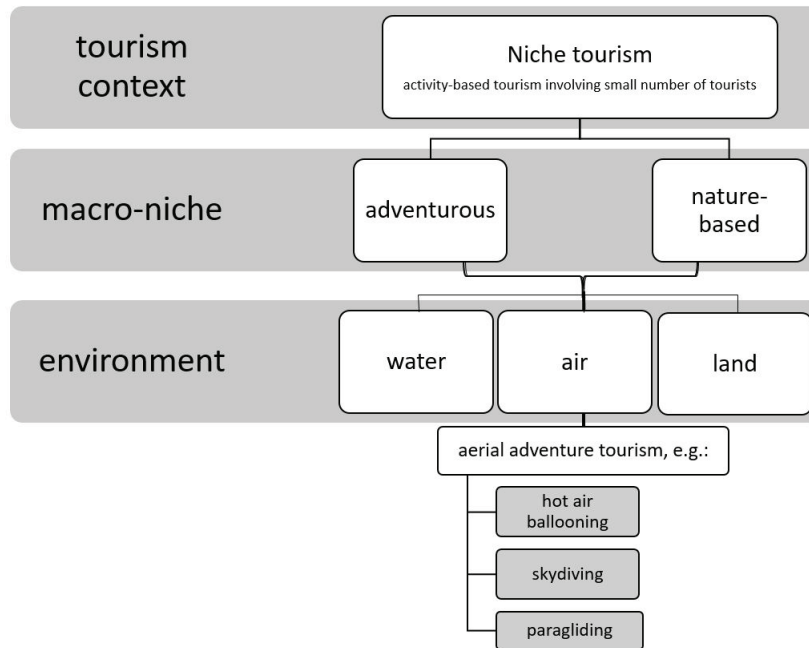 tourism
context
Niche tourism
activity-based tourism involving small number of tourists
macro-niche
adventurous
nature-
based
environment
water
air
land
aerial adventure tourism, e.g.:
hot air
ballooning
skydiving
paragliding